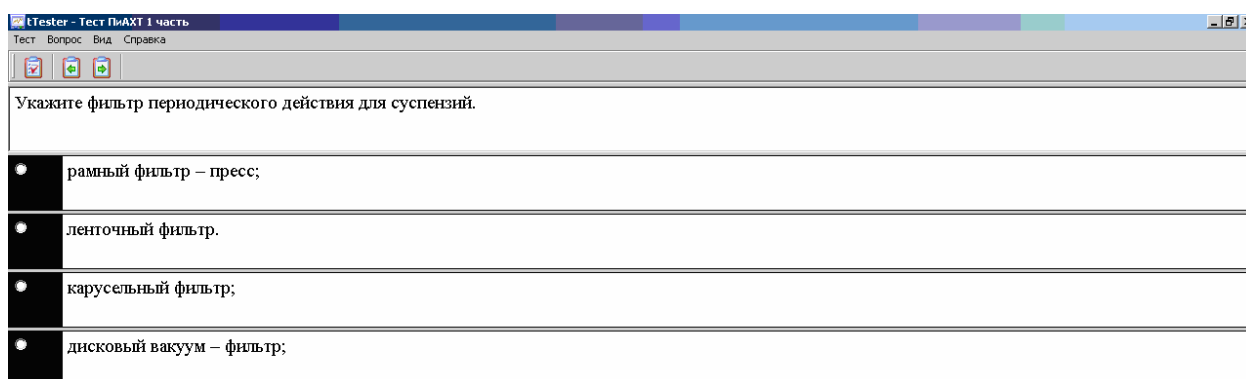 tTester - Тест ПиАХТ 1 часть
Тест Вопрос Вид Справка
Укажите фильтр периодического действия для суспензий.
рамный фильтр – пресс;
ленточный фильтр.
карусельный фильтр;
дисковый вакуум – фильтр;